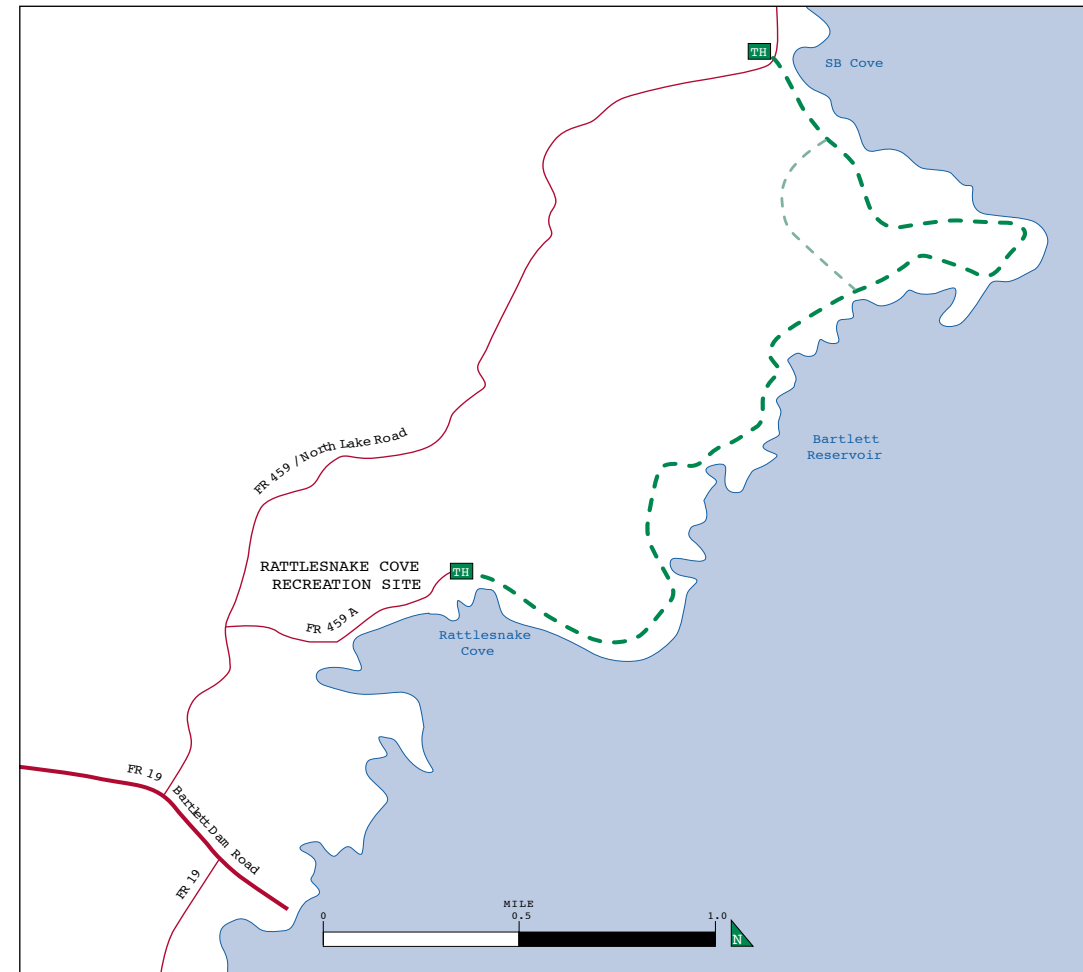 TH
SB Cove
FR 459 / North Lake Road
Bartlett
Reservoir
RATTLESNAKE COVE
RECREATION SITE
TH
FR 459 A
Rattlesnake
Cove
FR 19
Bartlett Dam Road
FR 19
MILE
0 0.5 1.0
N